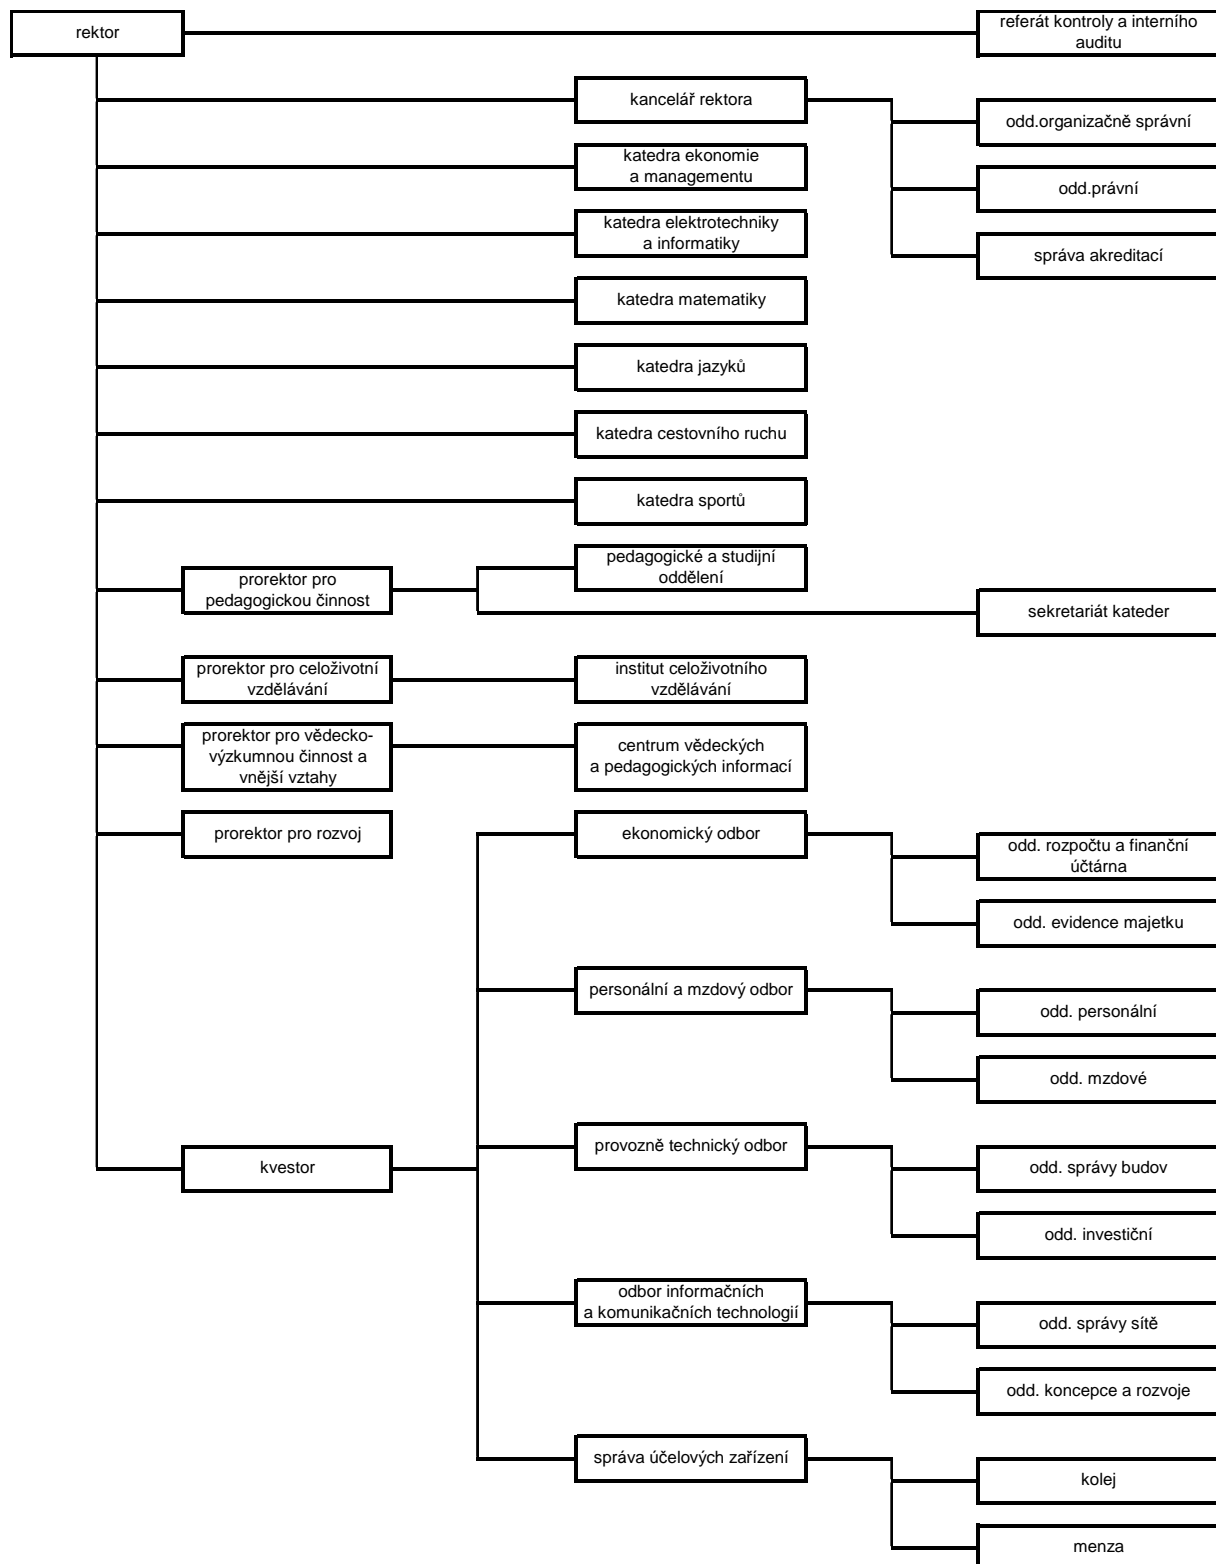 rektor
referát kontroly a interního
auditu
kancelář rektora
odd.organizačně správní
katedra ekonomie
a managementu
odd.právní
katedra elektrotechniky
a informatiky
správa akreditací
katedra matematiky
katedra jazyků
katedra cestovního ruchu
katedra sportů
prorektor pro
pedagogickou činnost
pedagogické a studijní
oddělení
sekretariát kateder
prorektor pro celoživotní
vzdělávání
institut celoživotního
vzdělávání
prorektor pro vědecko-
výzkumnou činnost a
vnější vztahy
centrum vědeckých
a pedagogických informací
prorektor pro rozvoj
ekonomický odbor
odd. rozpočtu a finanční
účtárna
odd. evidence majetku
personální a mzdový odbor
odd. personální
odd. mzdové
kvestor
provozně technický odbor
odd. správy budov
odd. investiční
odbor informačních
a komunikačních technologií
odd. správy sítě
odd. koncepce a rozvoje
správa účelových zařízení
kolej
menza